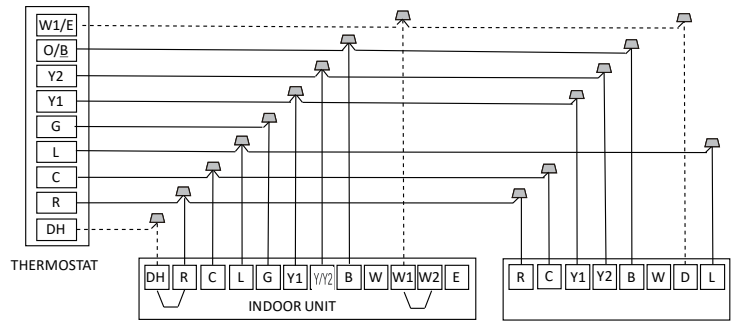 W1/E
O/B
Y2
Y1
G
L
C
R
DH
THERMOSTAT
DH R C L G Y1 Y/Y2 B W W1 W2 E
INDOOR UNIT
R C Y1 Y2 B W D L